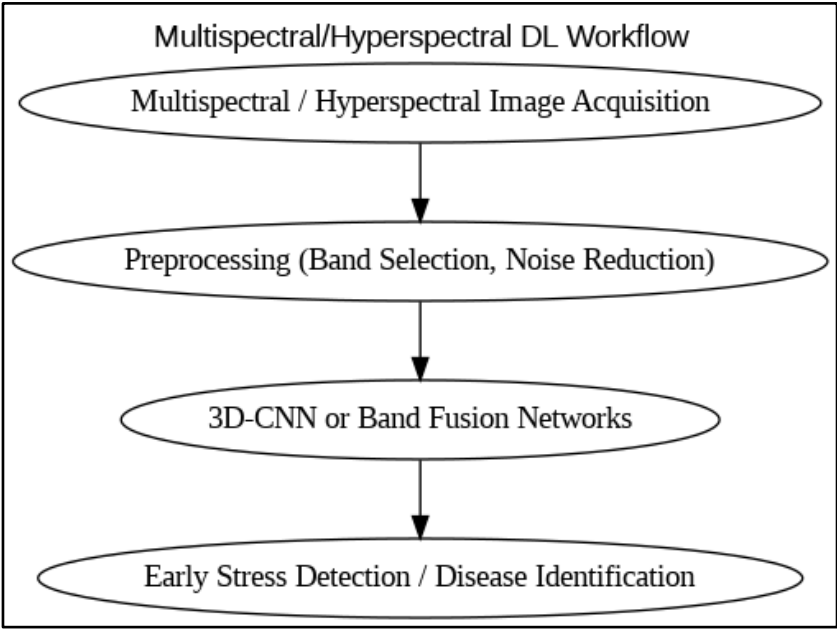 Multispectral/Hyperspectral DL Workflow
Multispectral / Hyperspectral Image Acquisition
Preprocessing (Band Selection, Noise Reduction)
3D-CNN or Band Fusion Networks
Early Stress Detection / Disease Identification